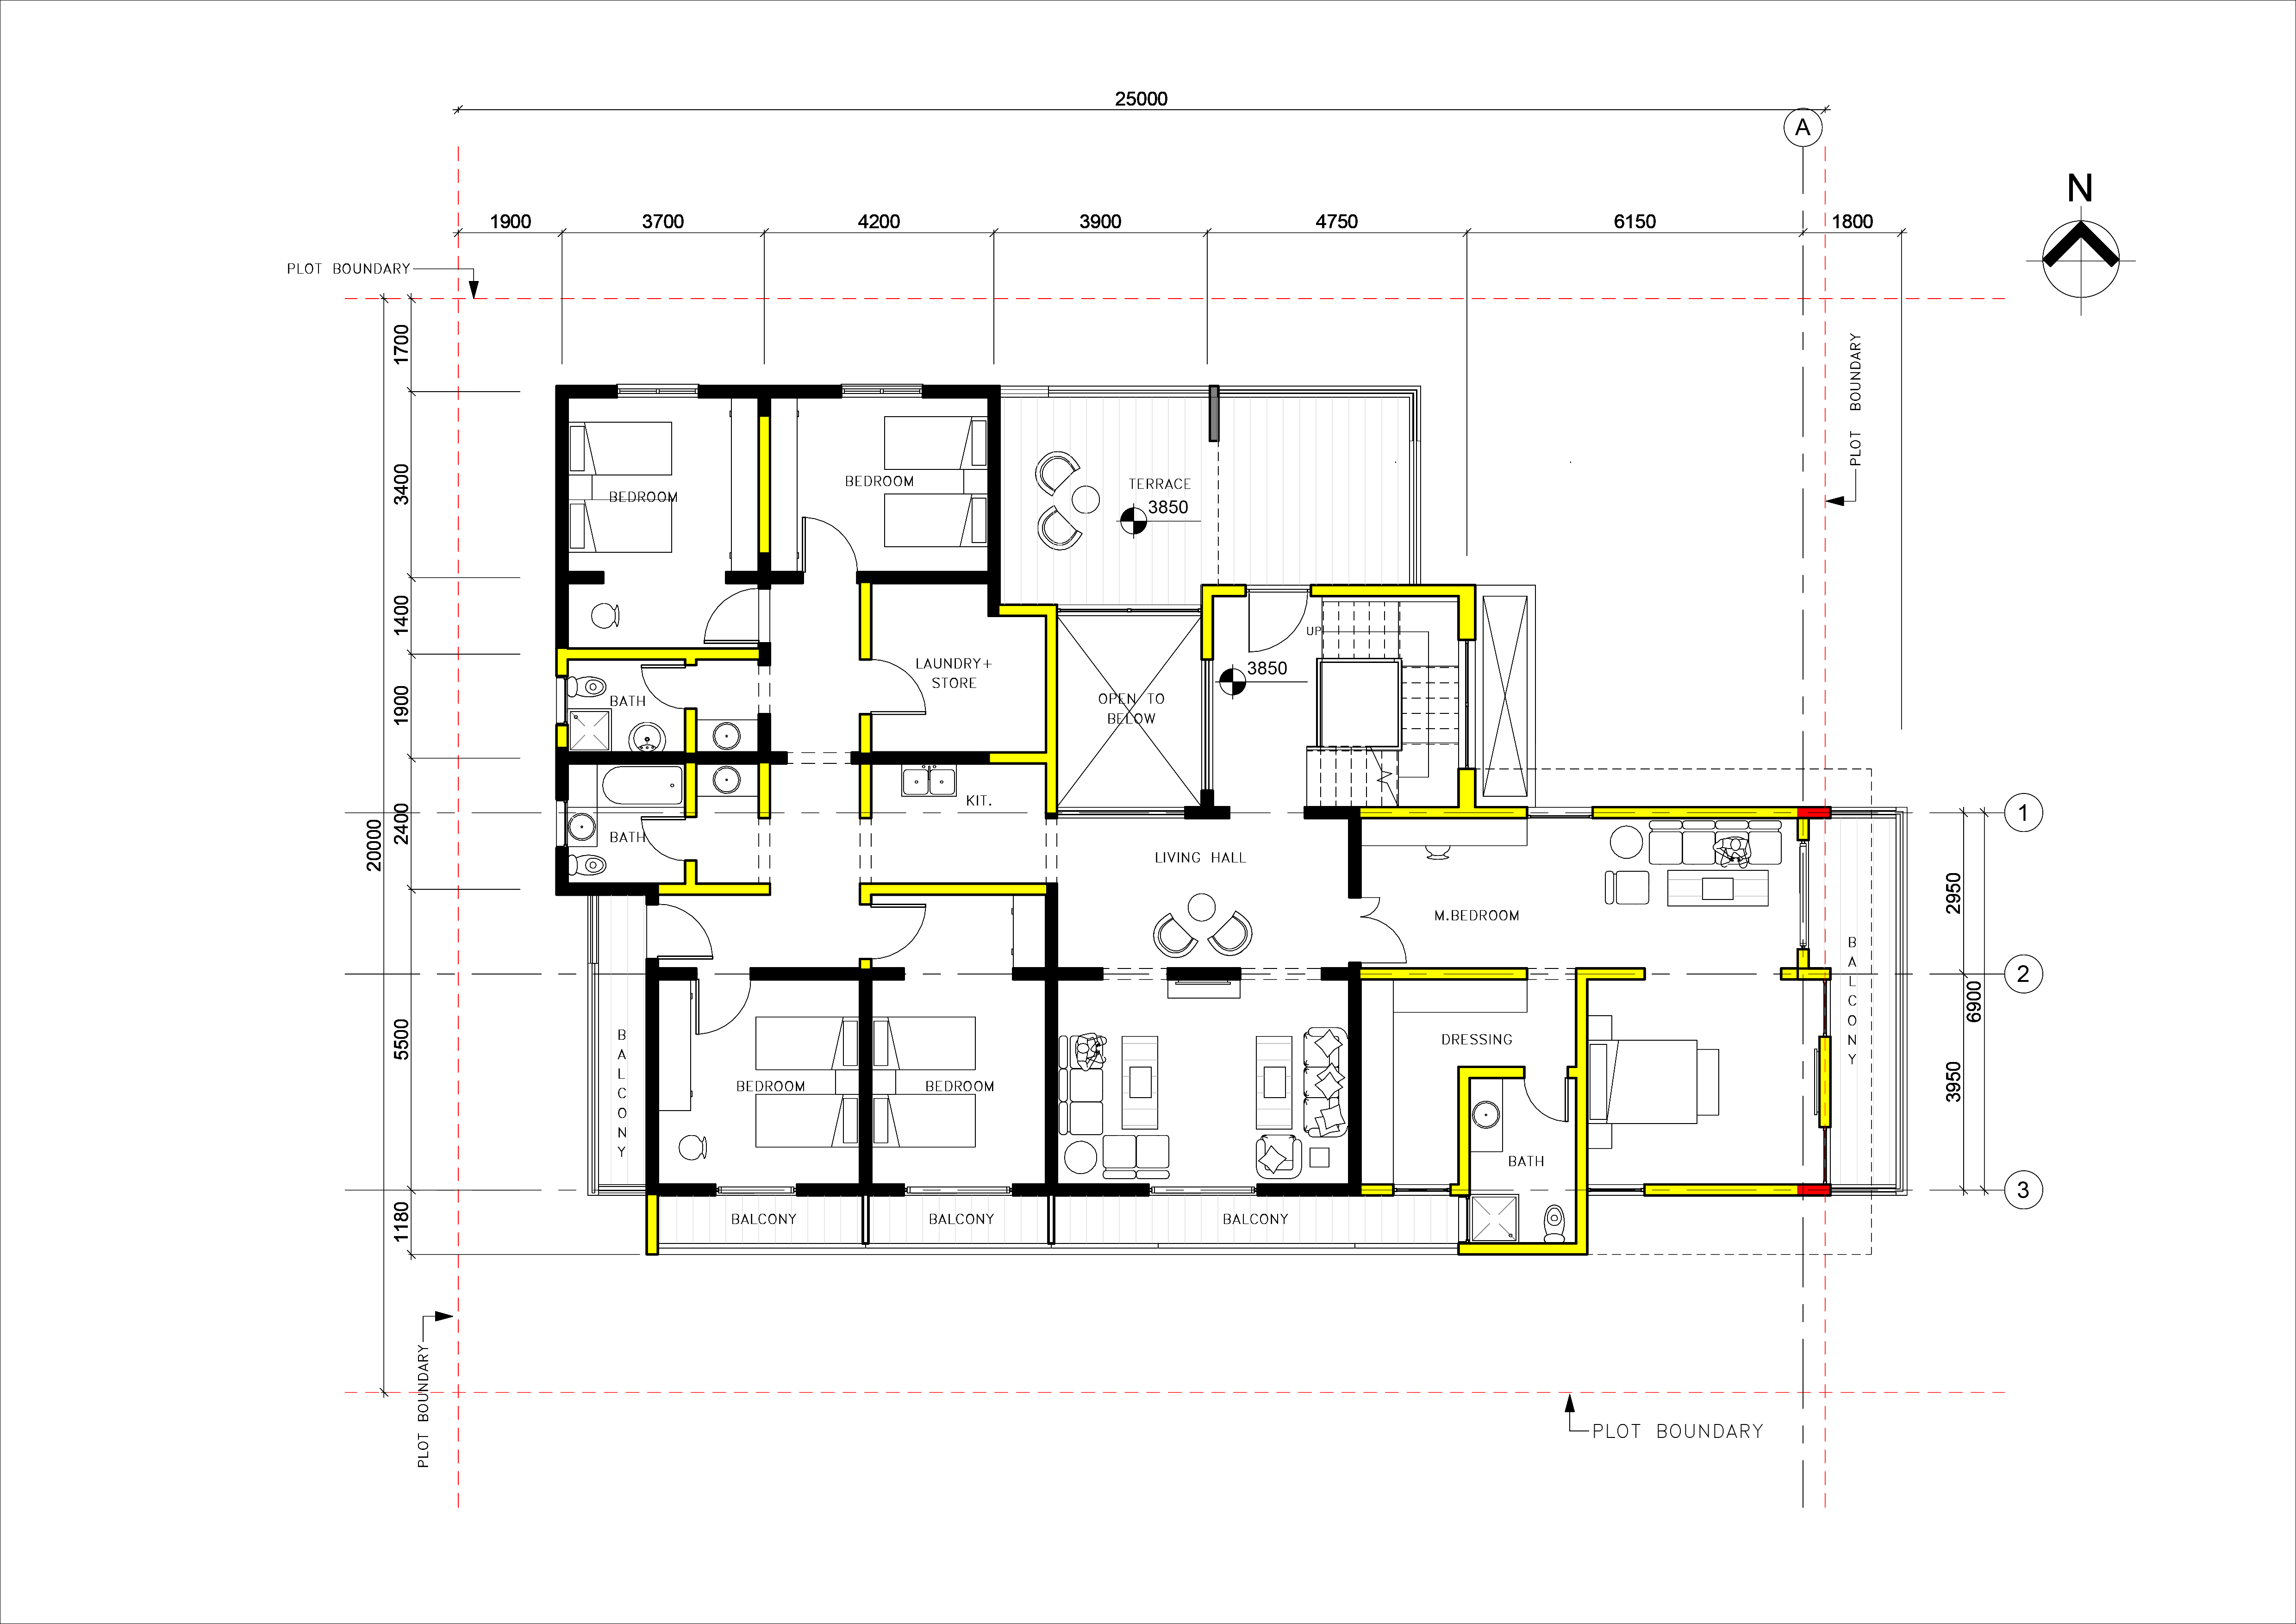 25000
A
N
1900 3700 4200 3900 4750 6150 1800
PLOT BOUNDARY
1700
PLOT BOUNDARY
3400
BEDROOM
BEDROOM
TERRACE
3850
1400
UP
LAUNDRY+
STORE
3850
1900
BATH
OPEN TO
BELOW
KIT.
1
20000
2400
BATH
LIVING HALL
M.BEDROOM
2950
BALCONY
2
6900
5500
BALCONY
DRESSING
BEDROOM
BEDROOM
3950
BATH
3
1180
BALCONY
BALCONY
BALCONY
PLOT BOUNDARY
PLOT BOUNDARY